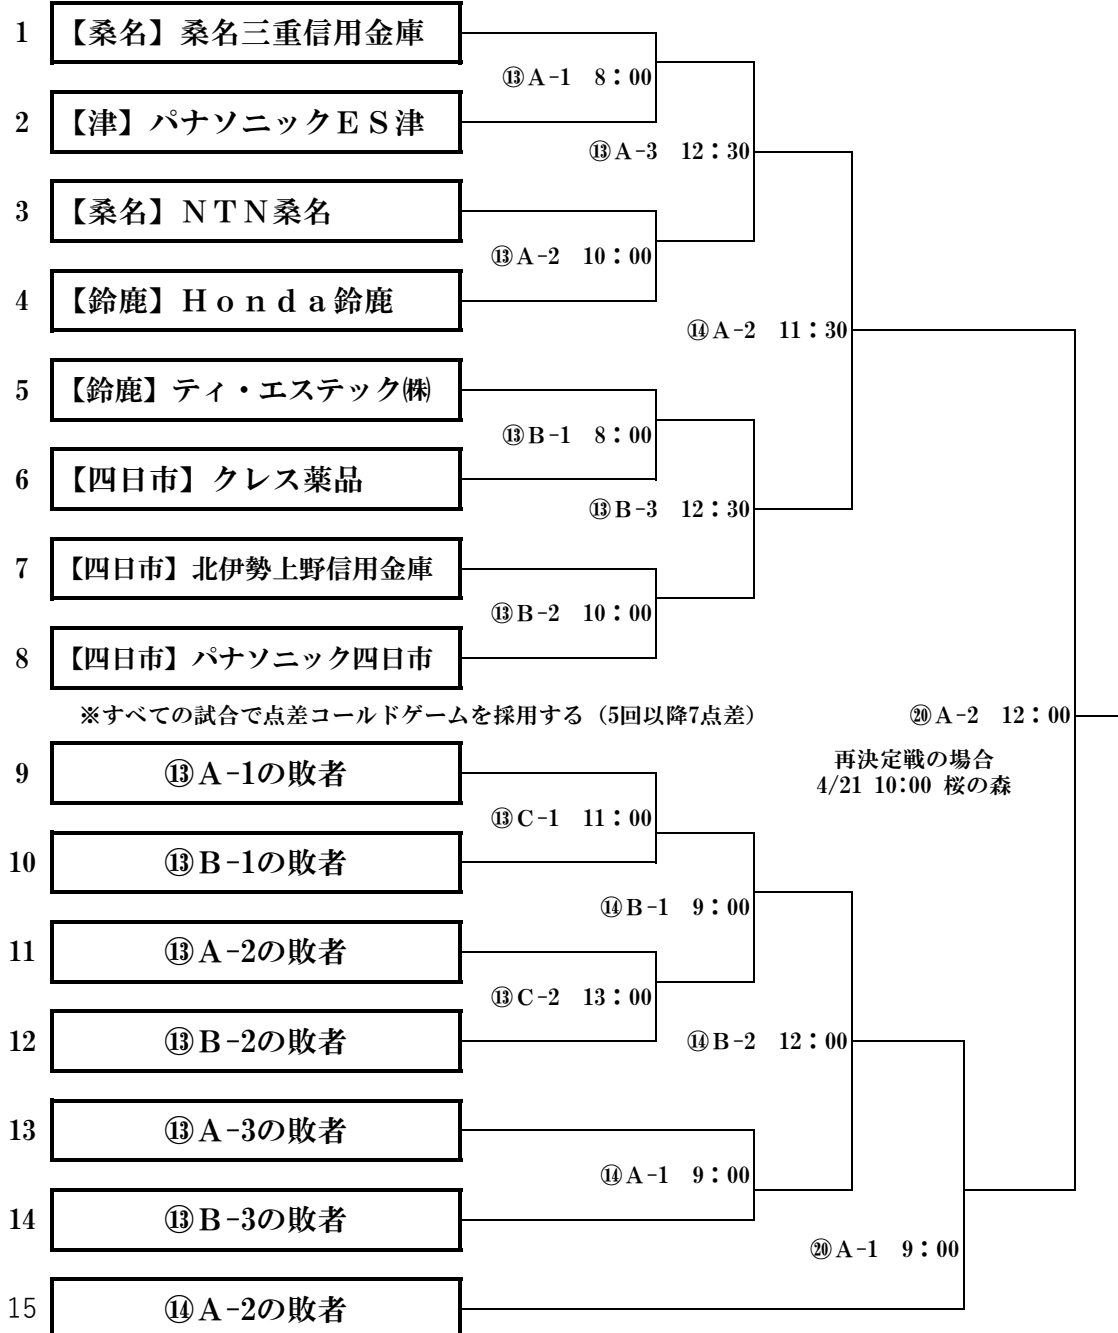 1 【桑名】桑名三重信用金庫
⑬A-1 8：00
2 【津】パナソニックＥＳ津
⑬A-3 12：30
3 【桑名】ＮＴＮ桑名
⑬A-2 10：00
4 【鈴鹿】Ｈｏｎｄａ鈴鹿
⑭A-2 11：30
5 【鈴鹿】ティ・エステック㈱
⑬B-1 8：00
6 【四日市】クレス薬品
⑬B-3 12：30
7 【四日市】北伊勢上野信用金庫
⑬B-2 10：00
8 【四日市】パナソニック四日市
※すべての試合で点差コールドゲームを採用する（5回以降7点差）
⑳A-2 12：00
再決定戦の場合
4/21 10:00 桜の森
9 ⑬A-1の敗者
⑬C-1 11：00
10 ⑬B-1の敗者
⑭B-1 9：00
11 ⑬A-2の敗者
⑬C-2 13：00
12 ⑬B-2の敗者
⑭B-2 12：00
13 ⑬A-3の敗者
⑭A-1 9：00
14 ⑬B-3の敗者
⑳A-1 9：00
15 ⑭A-2の敗者